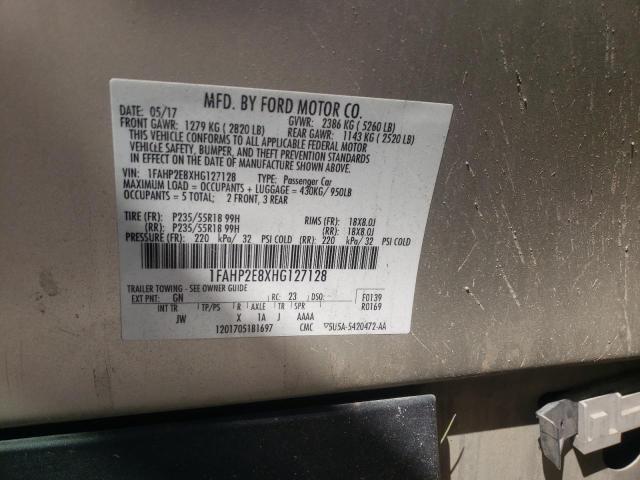 MFD. BY FORD MOTOR CO.
DATE: 05/17 GVWR: 2386 KG ( 5260 LB)
FRONT GAWR: 1279 KG ( 2820 LB) REAR GAWR: 1143 KG ( 2520 LB)
THIS VEHICLE CONFORMS TO ALL APPLICABLE FEDERAL MOTOR
VEHICLE SAFETY, BUMPER, AND THEFT PREVENTION STANDARDS
IN EFFECT ON THE DATE OF MANUFACTURE SHOWN ABOVE.
VIN: 1FAHP2E8XHG127128 TYPE: Passenger Car
MAXIMUM LOAD = OCCUPANTS + LUGGAGE = 430KG/ 950LB
OCCUPANTS = 5 TOTAL; 2 FRONT, 3 REAR
TIRE (FR): P235/55R18 99H RIMS (FR): 18X8.0J
(RR): P235/55R18 99H (RR): 18X8.0J
PRESSURE (FR): 220 kPa/ 32 PSI COLD (RR): 220 kPa/ 32 PSI COLD
1FAHP2E8XHG127128
TRAILER TOWING - SEE OWNER GUIDE
EXT PNT: GN RC: 23 DSO: F0139
INT TR TP/PS R AXLE TR SPR R0169
JW X 1A J AAAA
1201705181697 CMC 5U5A-5420472-AA